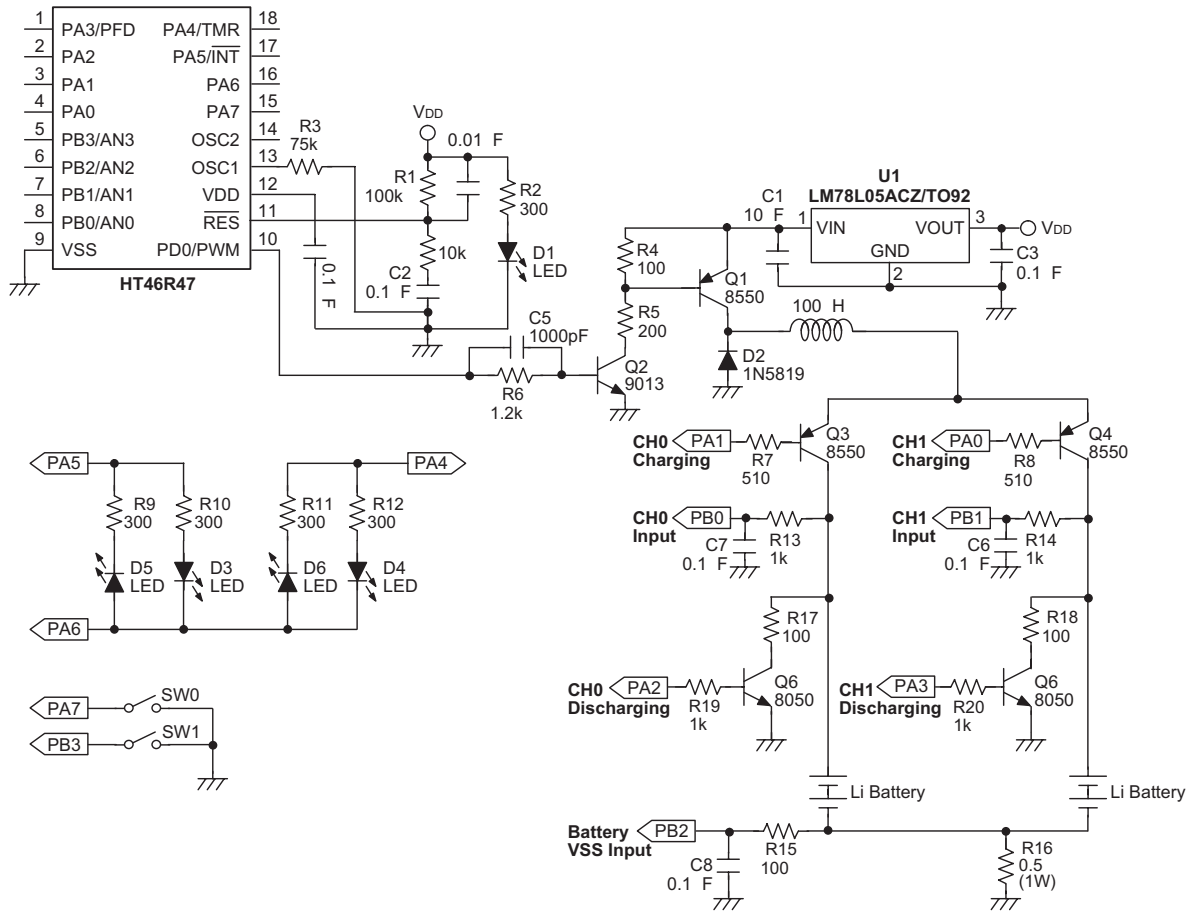 1 PA3/PFD PA4/TMR 18
2 PA2 PA5/INT 17
3 PA1 PA6 16
4 PA0 PA7 15
5 PB3/AN3 OSC2 14
6 PB2/AN2 OSC1 13
7 PB1/AN1 VDD 12
8 PB0/AN0 RES 11
9 VSS PD0/PWM 10
HT46R47
R3
75k
VDD
0.01 F
R1
100k
R2
300
10k
D1
LED
C2
0.1 F
0.1 F
C5
1000pF
R6
1.2k
Q2
9013
R4
100
R5
200
Q1
8550
D2
1N5819
C1
10 F
U1
LM78L05ACZ/TO92
1 VIN VOUT 3
GND
2
VDD
C3
0.1 F
100 H
CH0
Charging
PA1
R7
510
Q3
8550
CH1
Charging
PA0
R8
510
Q4
8550
CH0
Input
PB0
R13
1k
C7
0.1 F
CH1
Input
PB1
R14
1k
C6
0.1 F
R17
100
R18
100
CH0
Discharging
PA2
R19
1k
Q6
8050
CH1
Discharging
PA3
R20
1k
Q6
8050
Li Battery
Li Battery
Battery
VSS Input
PB2
R15
100
C8
0.1 F
R16
0.5
(1W)
PA5
PA4
R9
300
R10
300
R11
300
R12
300
D5
LED
D3
LED
D6
LED
D4
LED
PA6
PA7
SW0
PB3
SW1